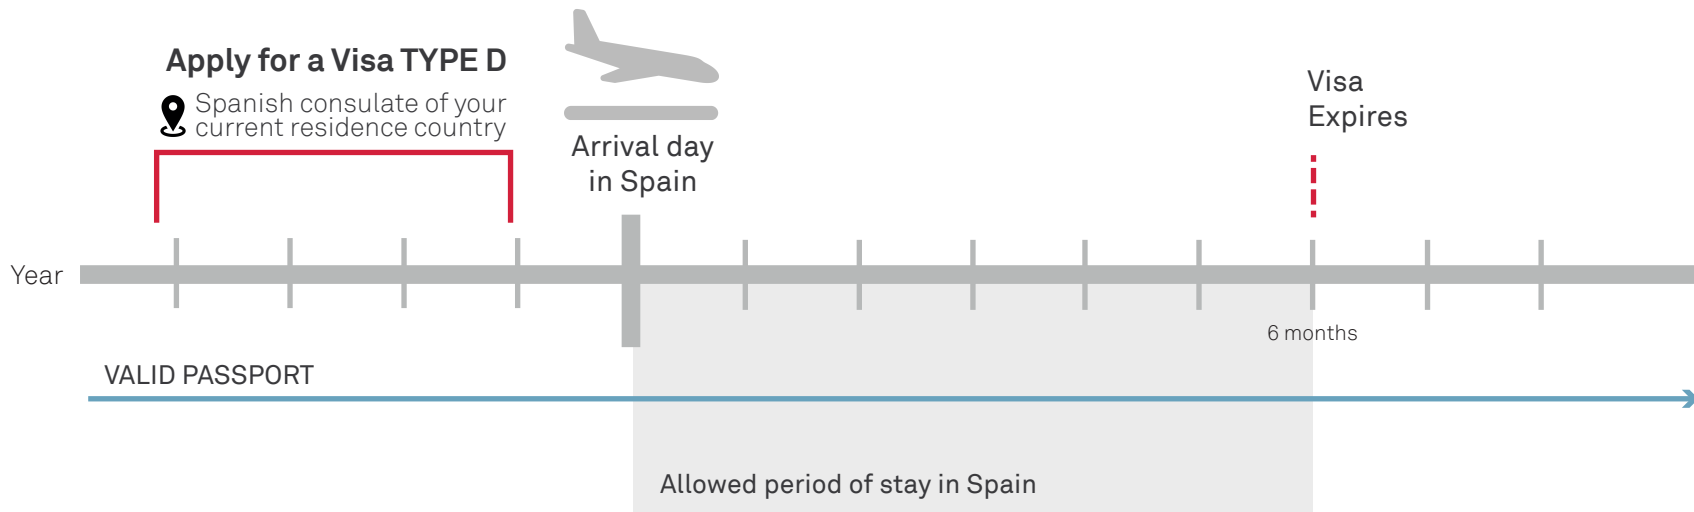 Apply for a Visa TYPE D
Spanish consulate of your
current residence country
Arrival day
in Spain
Visa
Expires
Year
6 months
VALID PASSPORT
Allowed period of stay in Spain